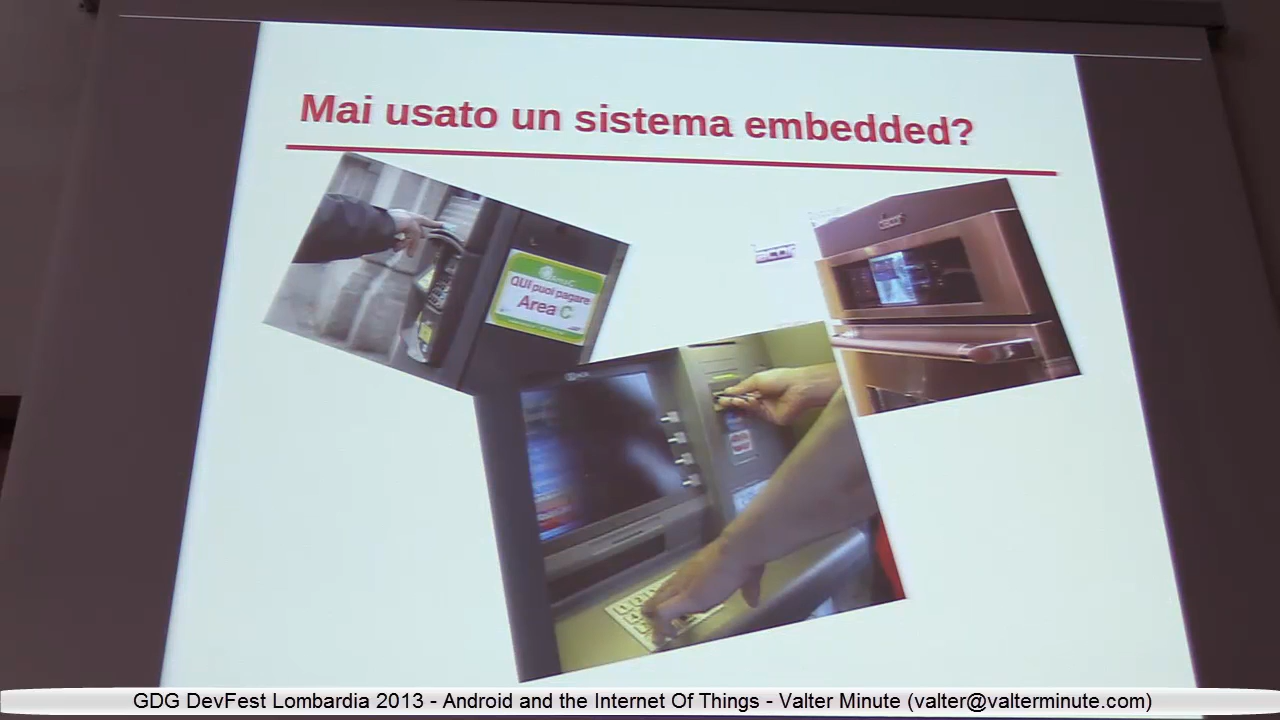 Mai usato un sistema embedded?
QUI puoi pagare
Area C
dacor
GDG DevFest Lombardia 2013 - Android and the Internet Of Things - Valter Minute (valter@valterminute.com)